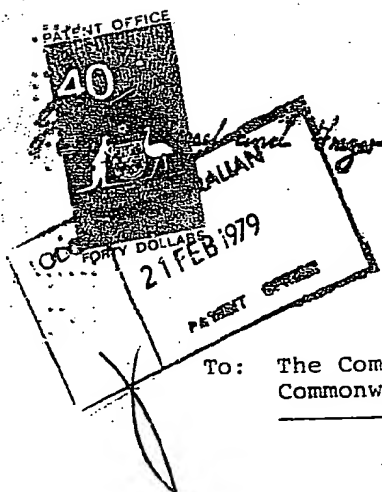 PATENT OFFICE
40
FORTY DOLLARS
21 FEB 1979
PATENT OFFICE
To: The Com
Commonw